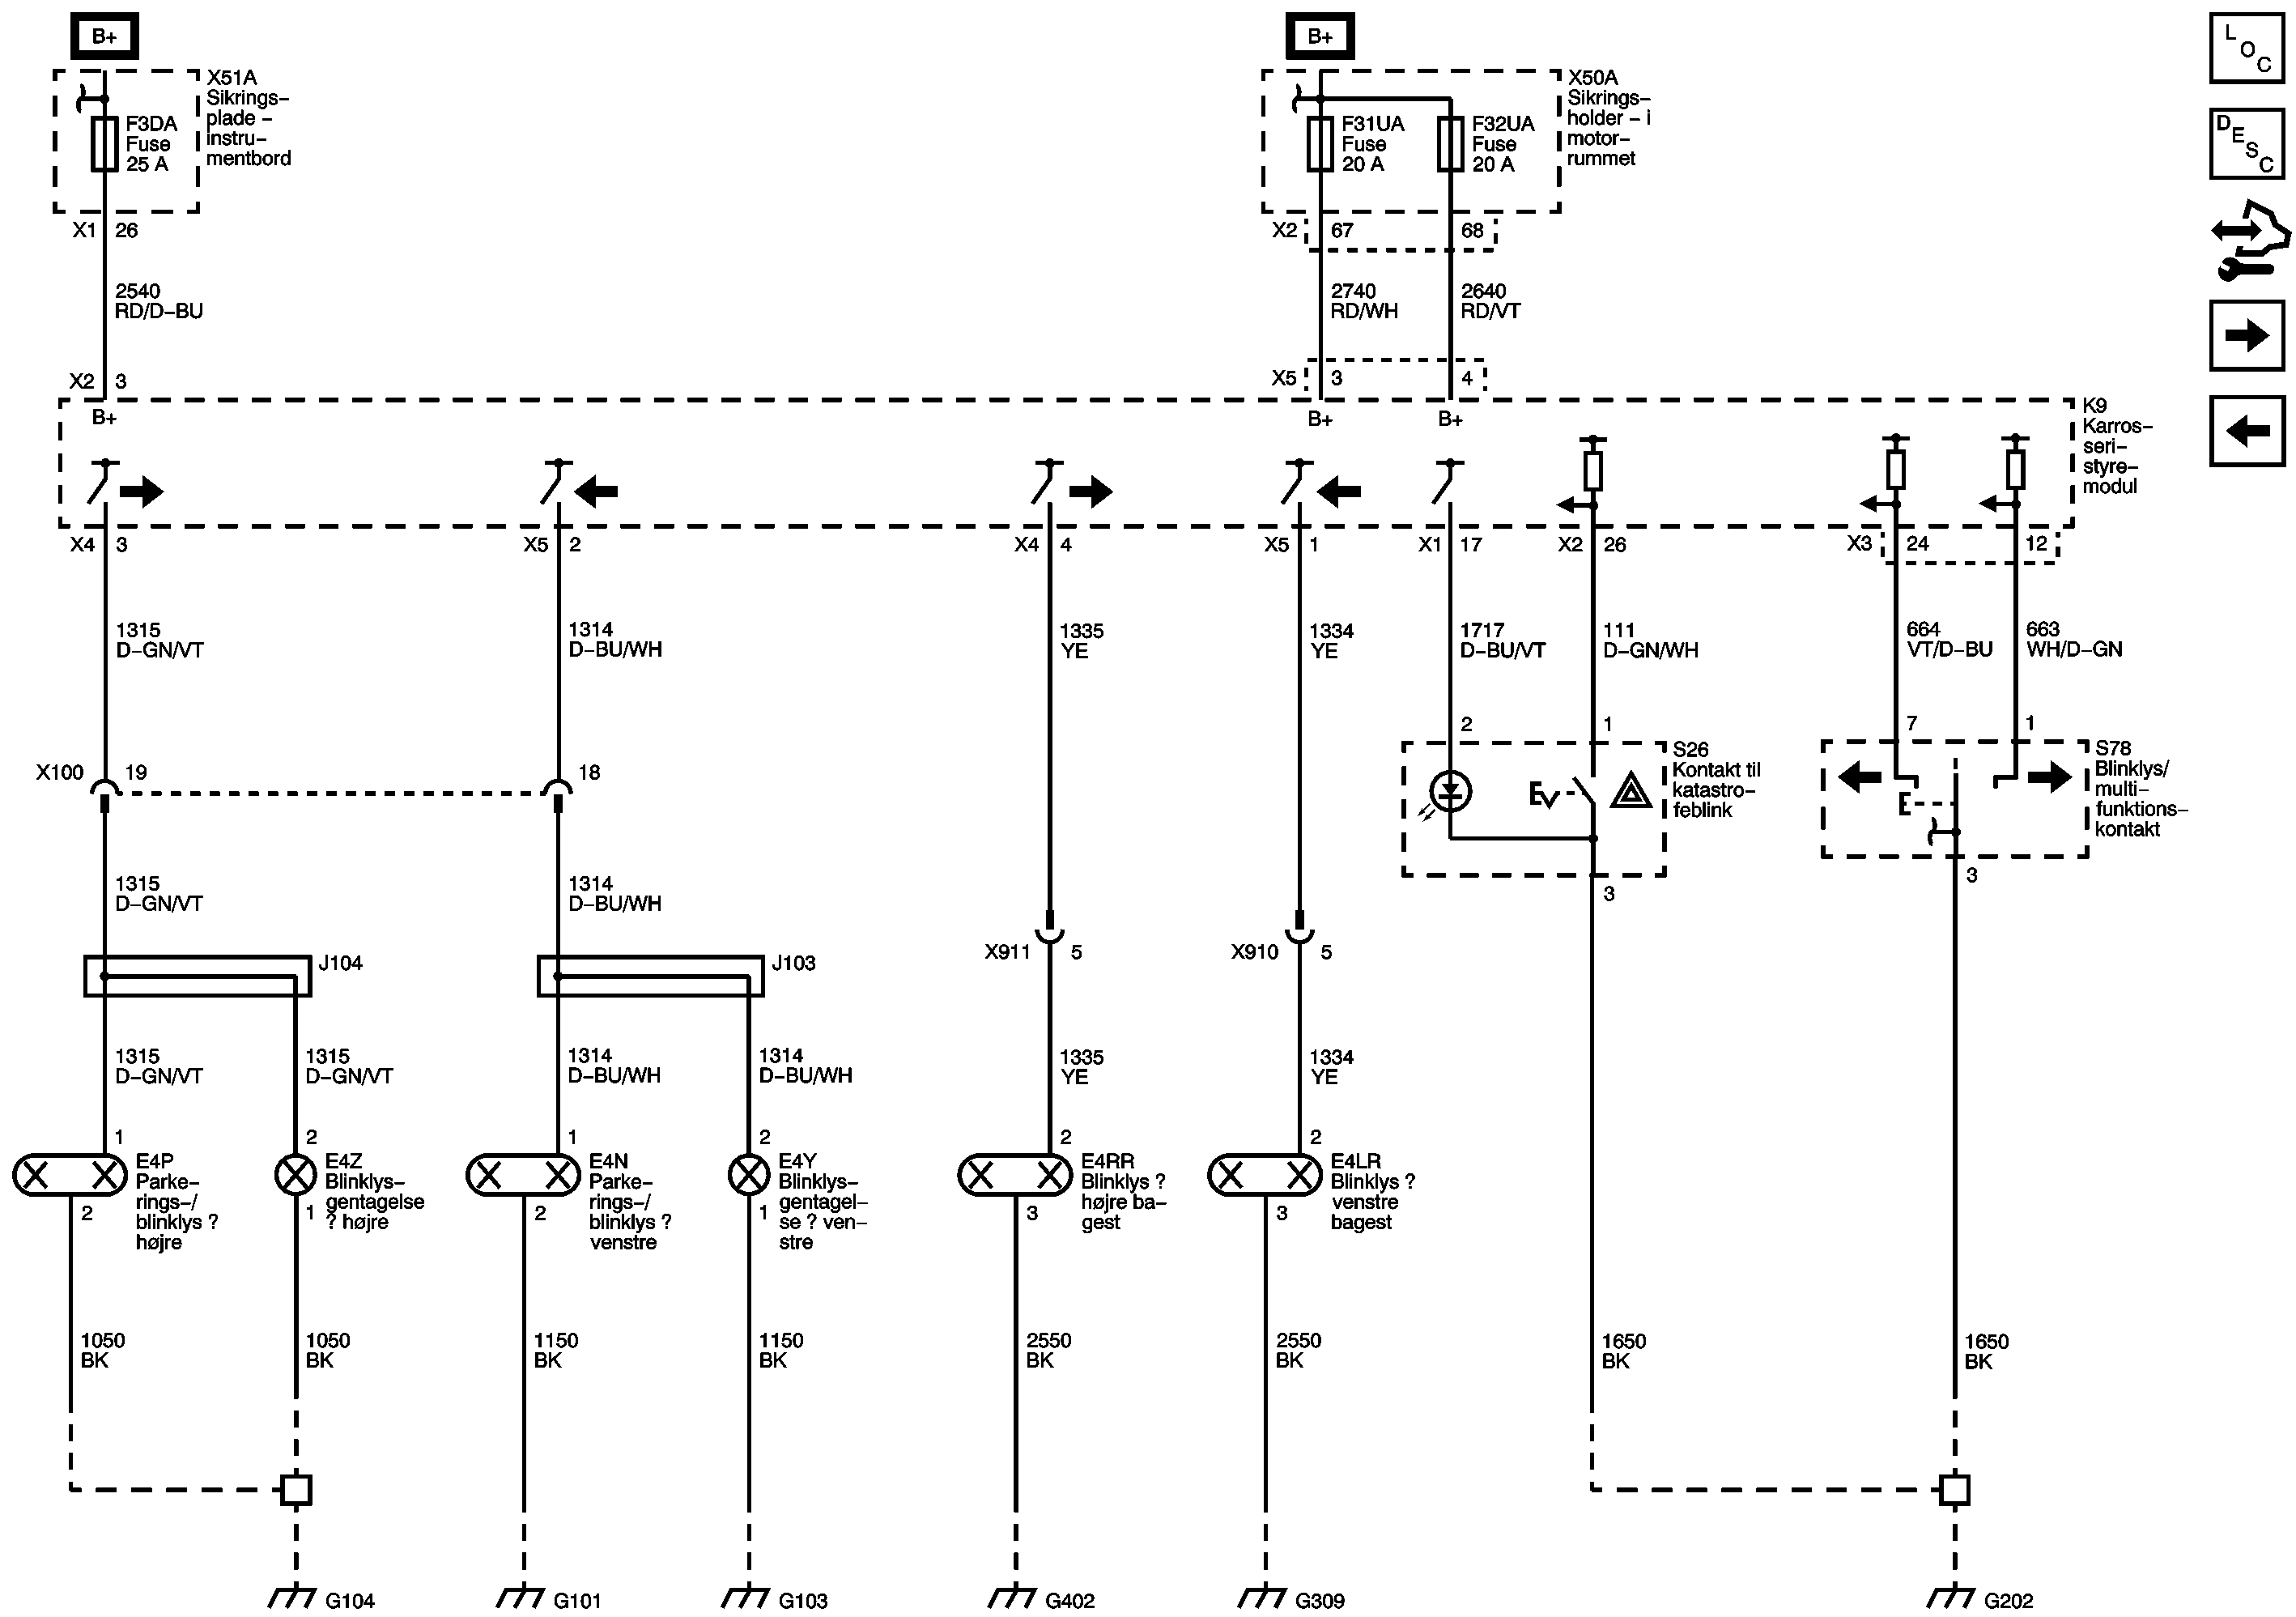 B+
X51A
Sikrings–
plade –
instru–
mentbord
F3DA
Fuse
25 A
X1 26
2540
RD/D–BU
X2 3
B+
B+
X50A
Sikrings–
holder – i
motor–
rummet
F31UA
Fuse
20 A
F32UA
Fuse
20 A
X2 67 68
2740
RD/WH
2640
RD/VT
X5 3 4
B+ B+
K9
Karros–
seri–
styre–
modul
L
O
C
D
E
S
C
X4 3
X5 2
X4 4
X5 1
X1 17
X2 26
X3 24 12
1315
D–GN/VT
1314
D–BU/WH
1335
YE
1334
YE
1717
D–BU/VT
111
D–GN/WH
664
VT/D–BU
663
WH/D–GN
X100 19 18
2 1
S26
Kontakt til
katastro–
feblink
3
7 1
S78
Blinklys/
multi–
funktions–
kontakt
3
1315
D–GN/VT
1314
D–BU/WH
X911 5
X910 5
J104
J103
1315
D–GN/VT
1315
D–GN/VT
1314
D–BU/WH
1314
D–BU/WH
1335
YE
1334
YE
1
E4P
Parke–
rings–/
blinklys ?
højre
2
2
E4Z
Blinklys–
gentagelse
? højre
1
1
E4N
Parke–
rings–/
blinklys ?
venstre
2
2
E4Y
Blinklys–
gentagel–
se ? ven–
stre
1
2
E4RR
Blinklys ?
højre ba–
gest
3
2
E4LR
Blinklys ?
venstre
bagest
3
1050
BK
1050
BK
1150
BK
1150
BK
2550
BK
2550
BK
1650
BK
1650
BK
G104
G101
G103
G402
G309
G202